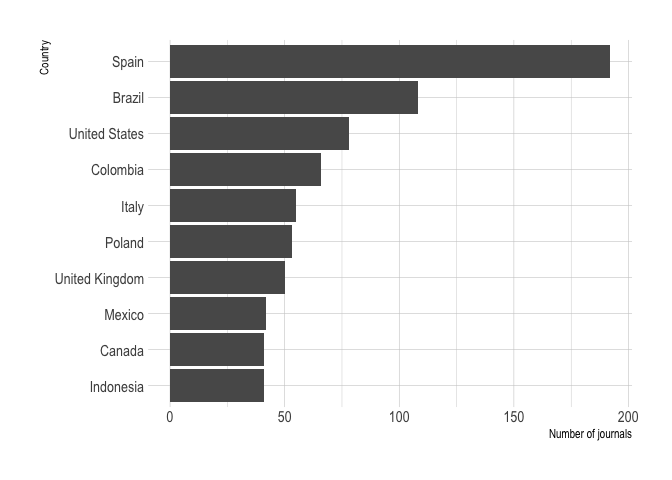 Country
Spain
Brazil
United States
Colombia
Italy
Poland
United Kingdom
Mexico
Canada
Indonesia
0 50 100 150 200
Number of journals